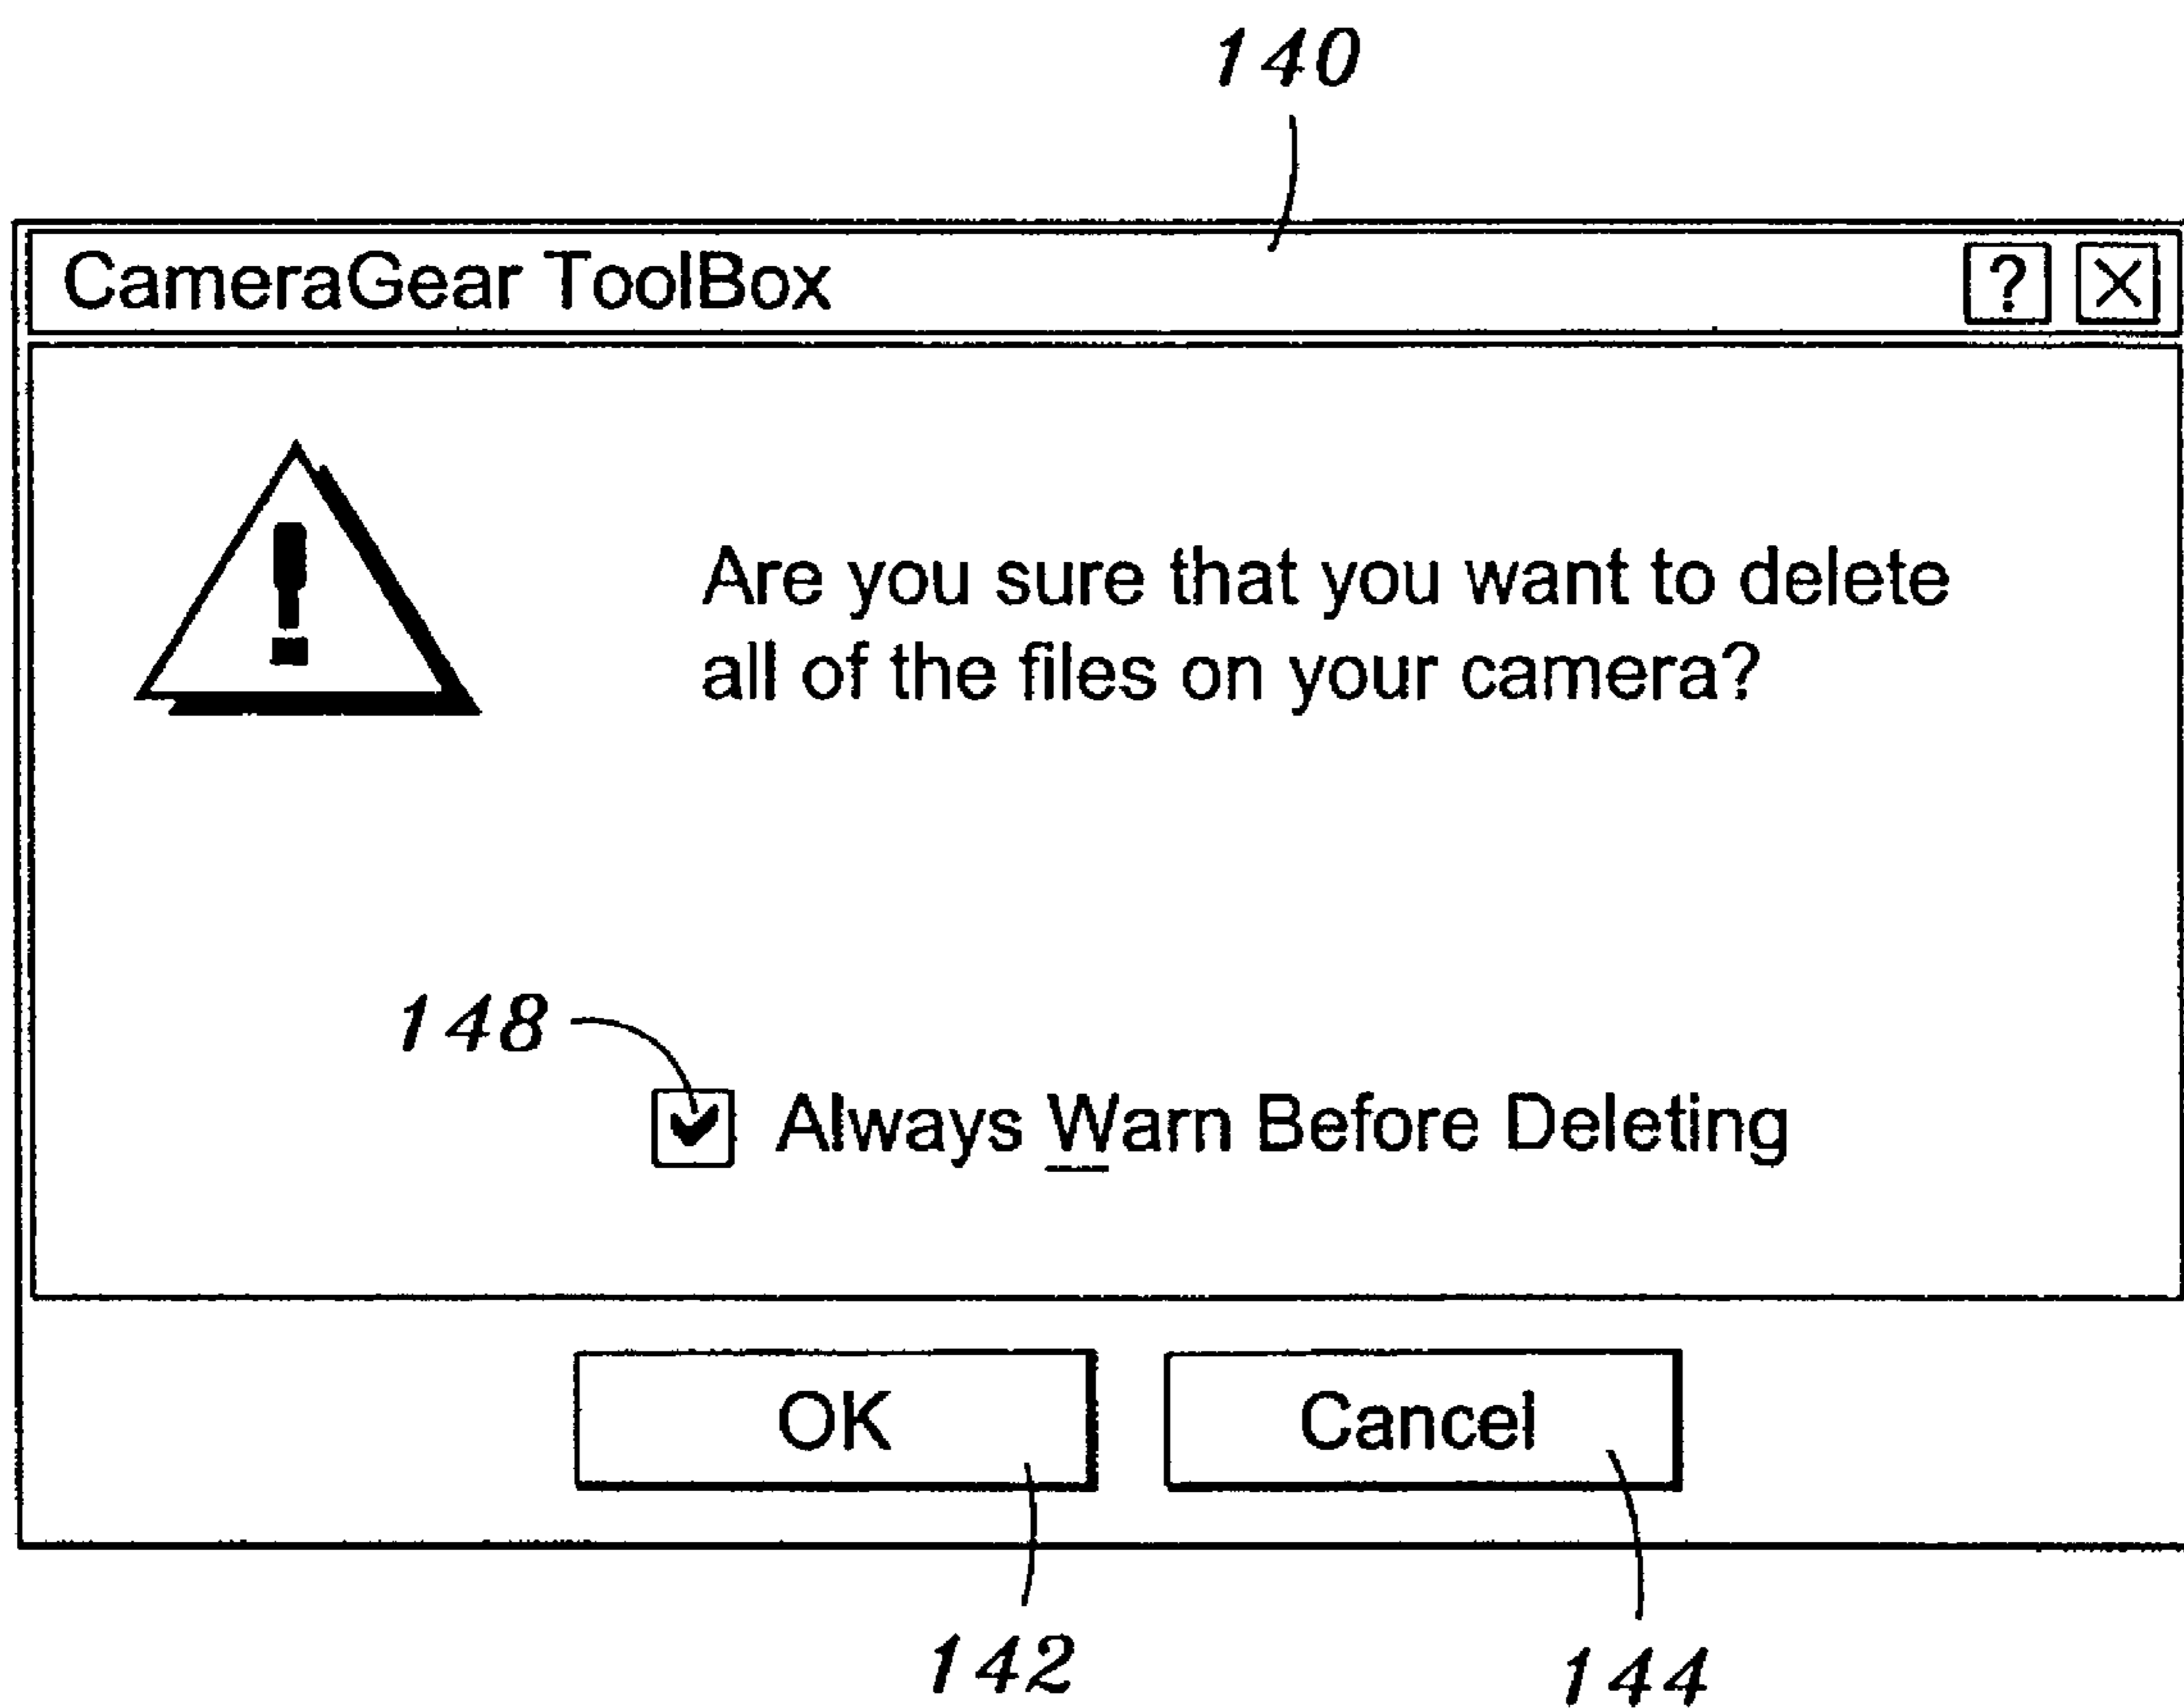 140
CameraGear ToolBox ? X
!
Are you sure that you want to delete
all of the files on your camera?
148
Always Warn Before Deleting
OK Cancel
142 144